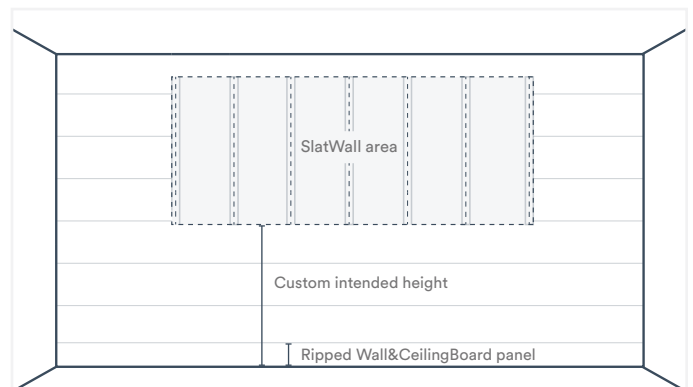 SlatWall area
Custom intended height
Ripped Wall&CeilingBoard panel